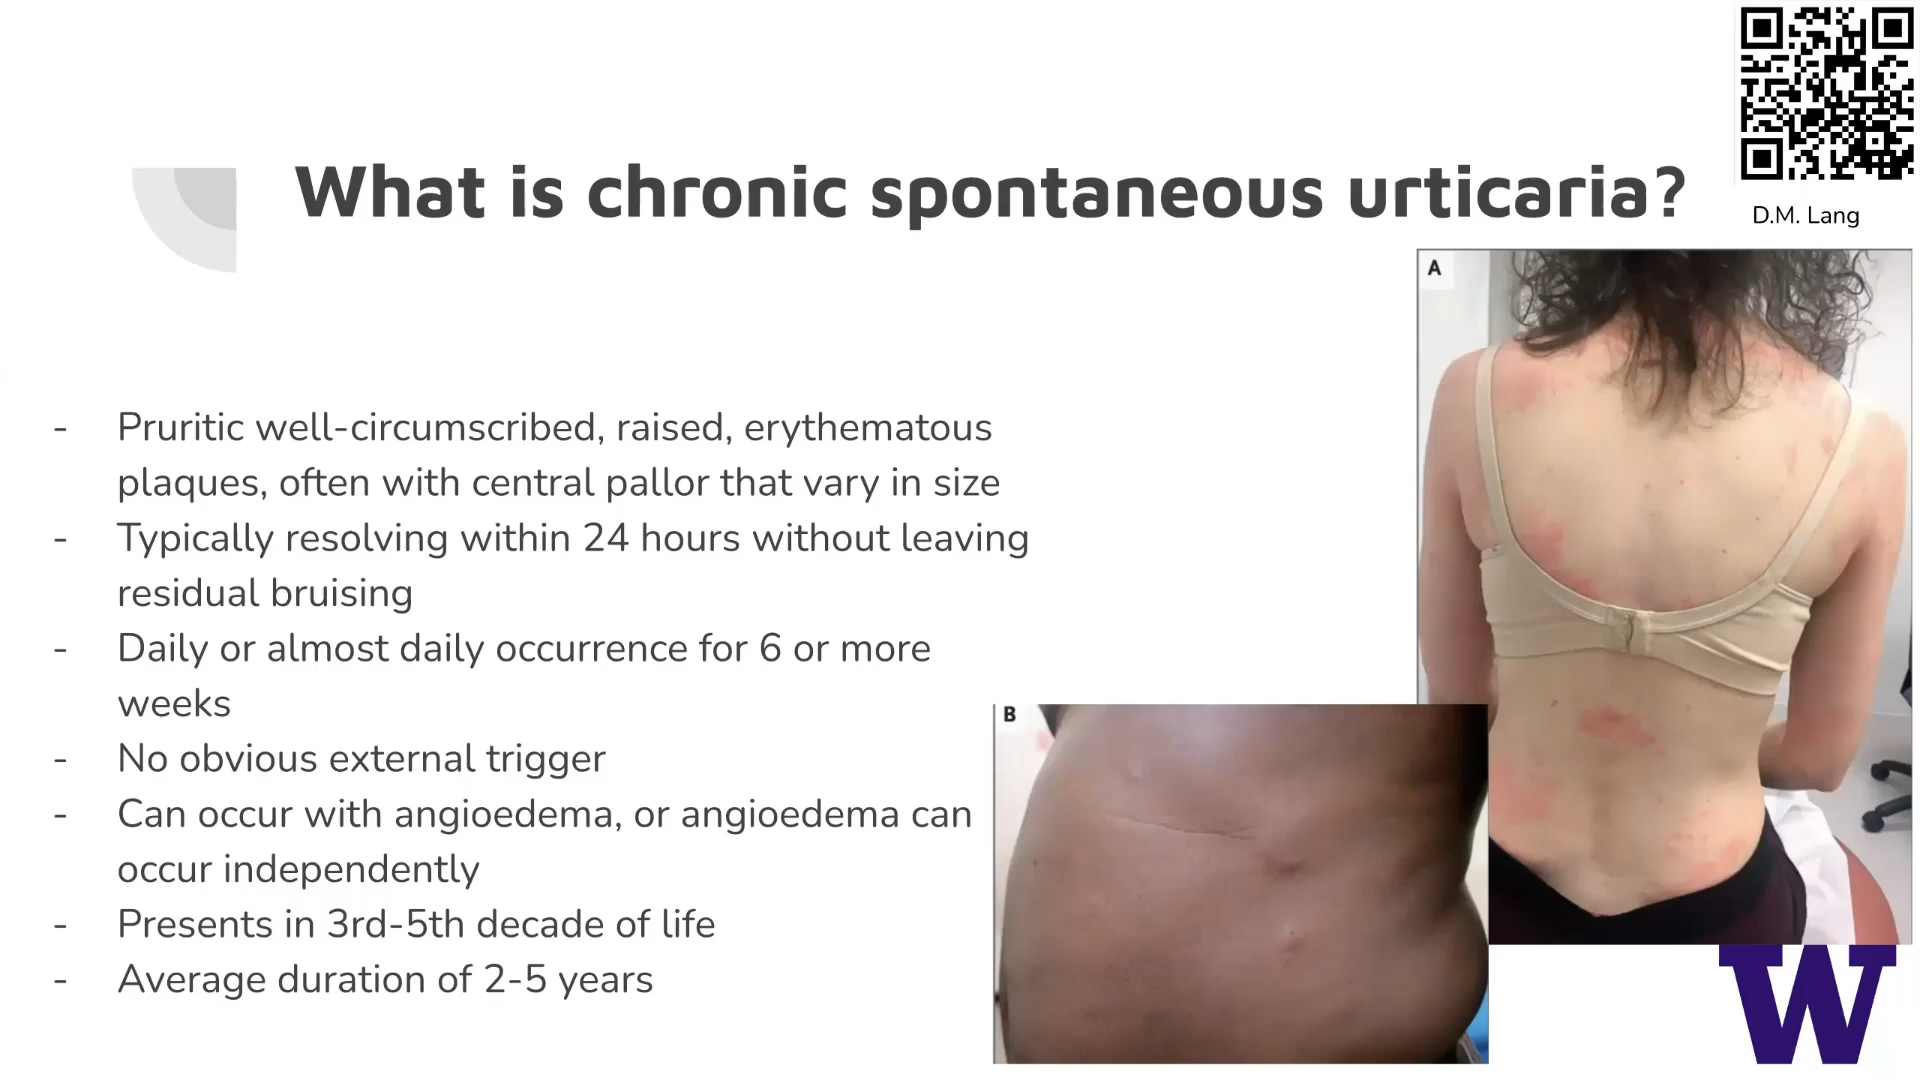 What is chronic spontaneous urticaria?
D.M. Lang
- Pruritic well-circumscribed, raised, erythematous
plaques, often with central pallor that vary in size
- Typically resolving within 24 hours without leaving
residual bruising
- Daily or almost daily occurrence for 6 or more
weeks
- No obvious external trigger
- Can occur with angioedema, or angioedema can
occur independently
- Presents in 3rd-5th decade of life
- Average duration of 2-5 years
A
B
W